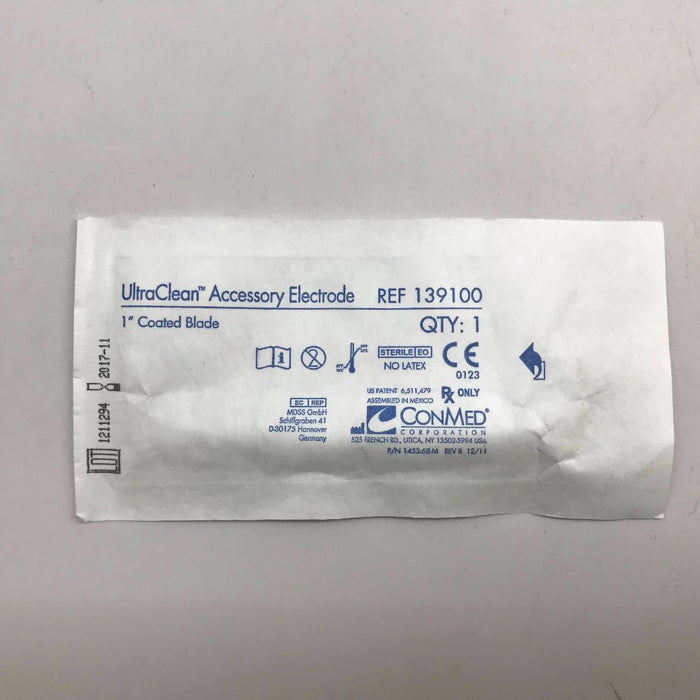 UltraClean™ Accessory Electrode REF 139100
1" Coated Blade QTY: 1
STERILE EO
NO LATEX
CE
0123
US PATENT 6,511,479
ASSEMBLED IN MEXICO
Rx ONLY
EC REP
MDSS GmbH
Schiffgraben 41
D-30175 Hannover
Germany
CONMED®
CORPORATION
525 FRENCH RD., UTICA, NY 13502-5994 USA
P/N 1453-6B-M REV B 12/11
1211294 2017-11